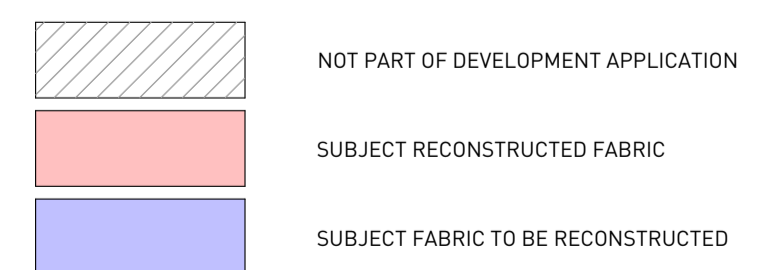 NOT PART OF DEVELOPMENT APPLICATION
SUBJECT RECONSTRUCTED FABRIC
SUBJECT FABRIC TO BE RECONSTRUCTED